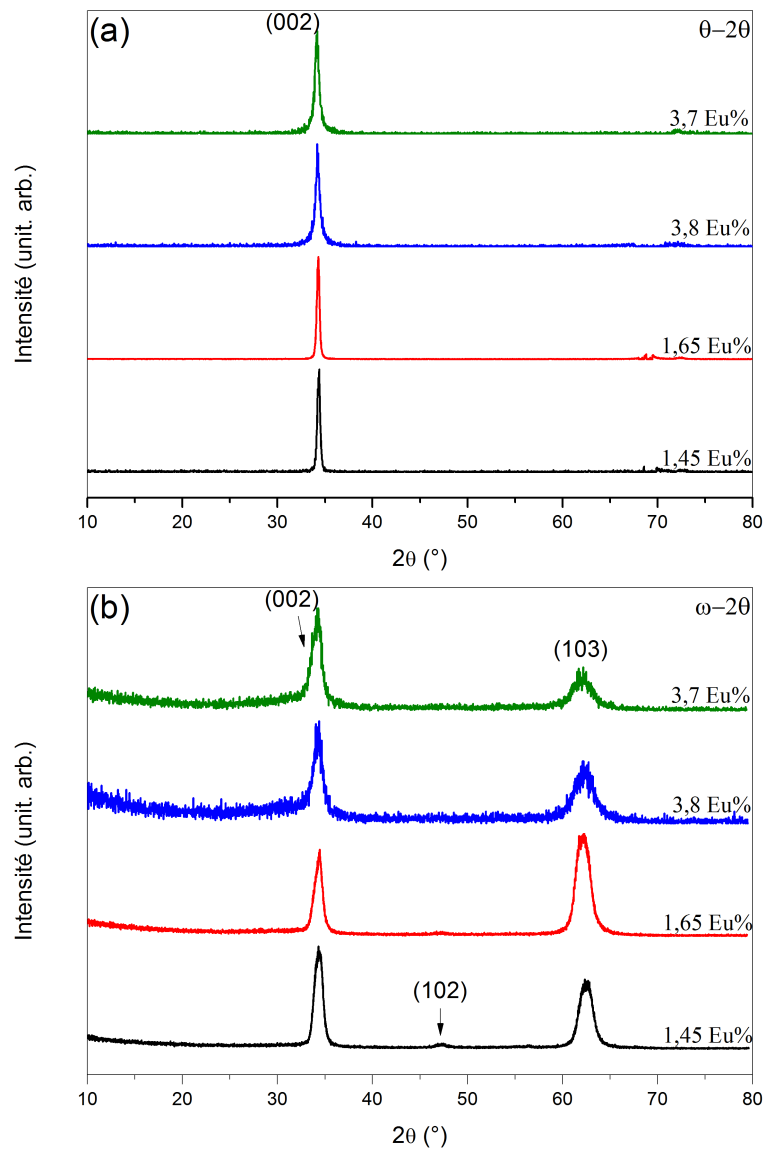 (a)
(002)
θ−2θ
3,7 Eu%
3,8 Eu%
1,65 Eu%
1,45 Eu%
Intensité (unit. arb.)
10 20 30 40 50 60 70 80
2θ (°)
(b)
(002)
ω−2θ
(103)
3,7 Eu%
3,8 Eu%
1,65 Eu%
(102)
1,45 Eu%
Intensité (unit. arb.)
10 20 30 40 50 60 70 80
2θ (°)